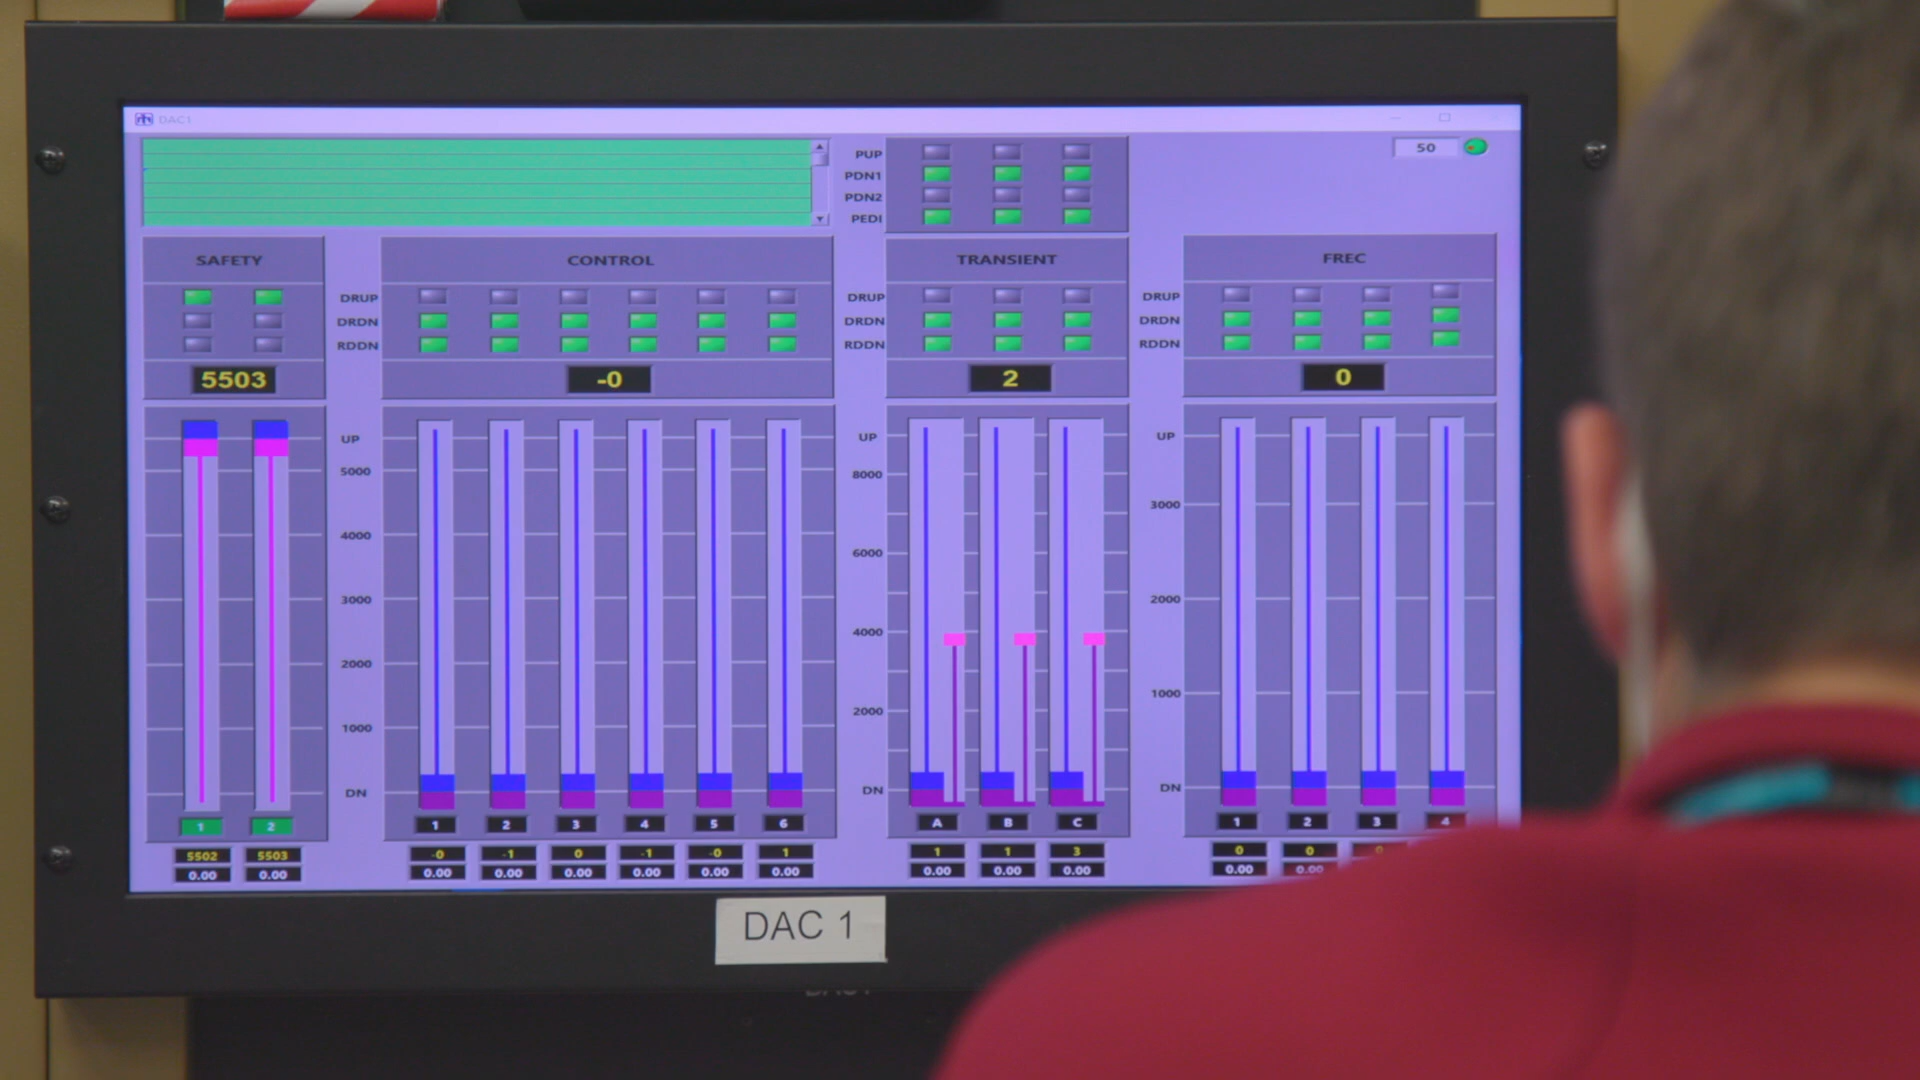 DAC1
50
PUP
PDN1
PDN2
PEDI
SAFETY CONTROL TRANSIENT FREC
DRUP DRUP DRUP
DRDN DRDN DRDN
RDDN RDDN RDDN
5503 -0 2 0
UP UP UP
5000 8000
3000
4000 6000
3000 4000 2000
2000 2000 1000
1000
DN DN DN
1 2 1 2 3 4 5 6 A B C 1 2 3 4
5502 5503 -0 -1 0 -1 -0 1 1 1 3 0 0 0
0.00 0.00 0.00 0.00 0.00 0.00 0.00 0.00 0.00 0.00 0.00 0.00 0.00
DAC 1